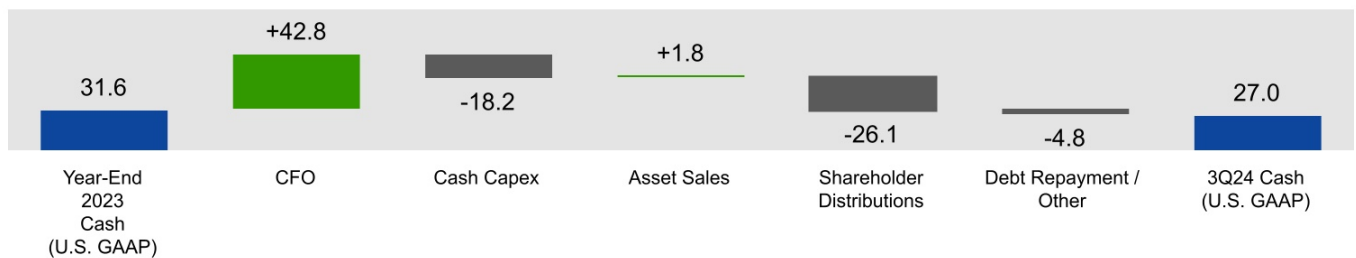 31.6
+42.8
-18.2
+1.8
-26.1
-4.8
27.0
Year-End
2023
Cash
(U.S. GAAP)
CFO
Cash Capex
Asset Sales
Shareholder
Distributions
Debt Repayment /
Other
3Q24 Cash
(U.S. GAAP)